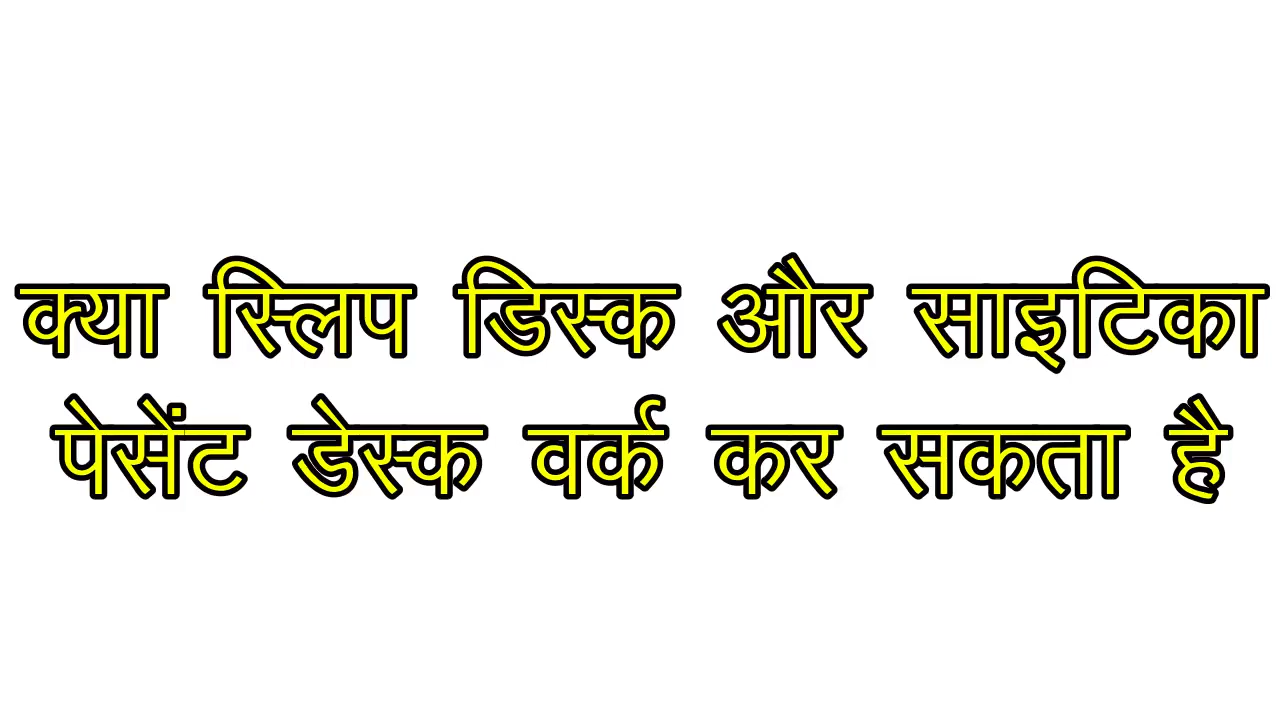 क्या स्लिप डिस्क और साइटिका
पेसेंट डेस्क वर्क कर सकता है